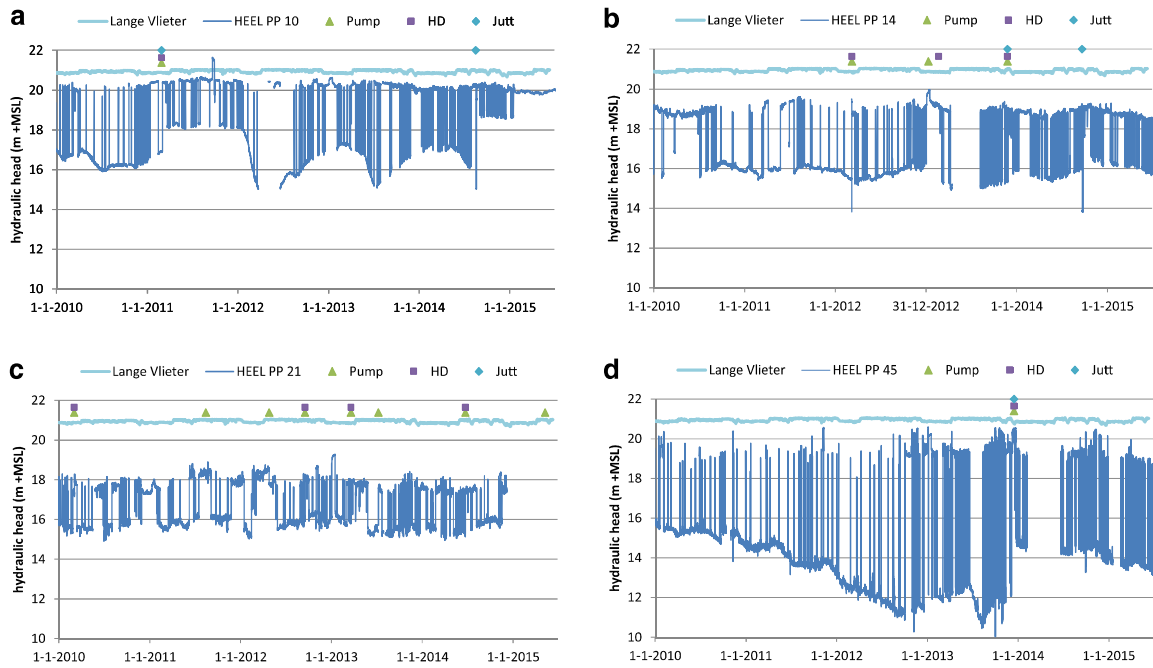 a
Lange Vlieter HEEL PP 10 Pump HD Jutt
hydraulic head (m +MSL)
22
20
18
16
14
12
10
1-1-2010 1-1-2011 1-1-2012 1-1-2013 1-1-2014 1-1-2015
b
Lange Vlieter HEEL PP 14 Pump HD Jutt
hydraulic head (m +MSL)
22
20
18
16
14
12
10
1-1-2010 1-1-2011 1-1-2012 31-12-2012 1-1-2014 1-1-2015
c
Lange Vlieter HEEL PP 21 Pump HD Jutt
hydraulic head (m +MSL)
22
20
18
16
14
12
10
1-1-2010 1-1-2011 1-1-2012 1-1-2013 1-1-2014 1-1-2015
d
Lange Vlieter HEEL PP 45 Pump HD Jutt
hydraulic head (m +MSL)
22
20
18
16
14
12
10
1-1-2010 1-1-2011 1-1-2012 1-1-2013 1-1-2014 1-1-2015